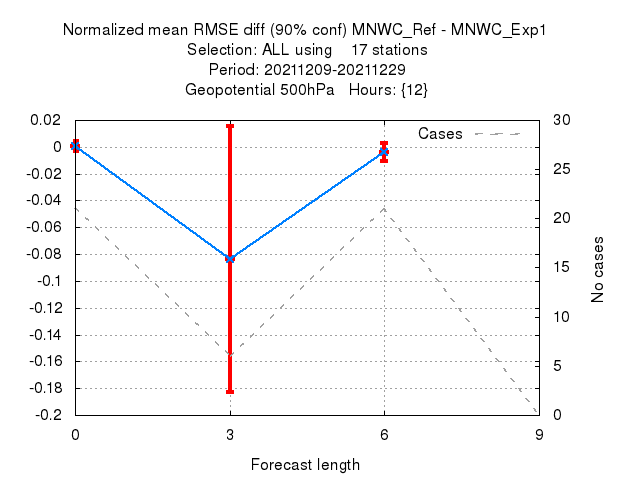 Normalized mean RMSE diff (90% conf) MNWC_Ref - MNWC_Exp1
Selection: ALL using    17 stations
Period: 20211209-20211229
Geopotential 500hPa   Hours: {12}
Cases
0.02
0
-0.02
-0.04
-0.06
-0.08
-0.1
-0.12
-0.14
-0.16
-0.18
-0.2
30
25
20
15
10
5
0
No cases
0 3 6 9
Forecast length